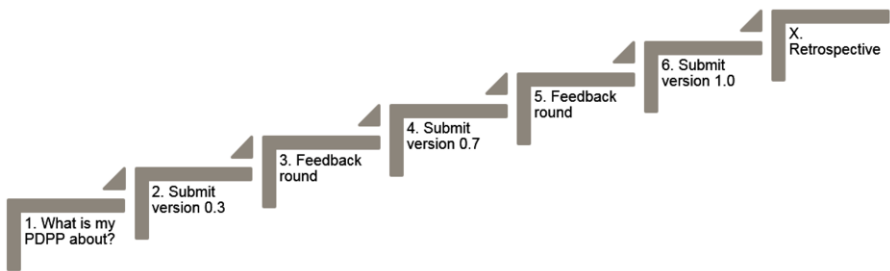 1. What is my
PDPP about?
2. Submit
version 0.3
3. Feedback
round
4. Submit
version 0.7
5. Feedback
round
6. Submit
version 1.0
X.
Retrospective